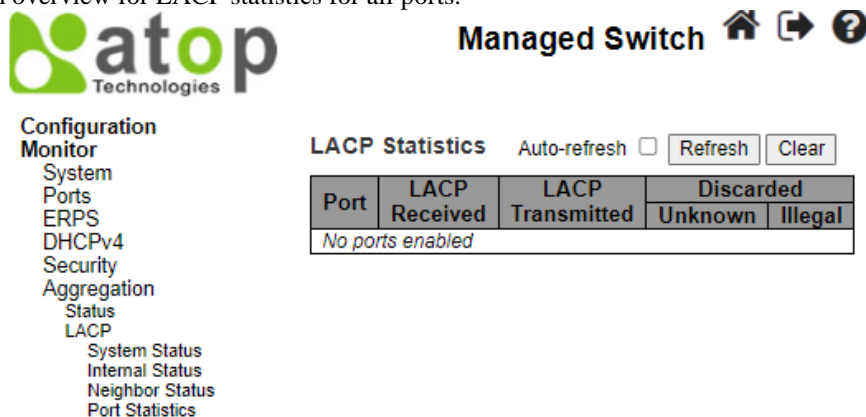 overview for LACP statistics for all ports.
atop
Technologies
Managed Switch
Configuration
Monitor
System
Ports
ERPS
DHCPv4
Security
Aggregation
Status
LACP
System Status
Internal Status
Neighbor Status
Port Statistics
LACP Statistics Auto-refresh Refresh Clear
Port LACP Received LACP Transmitted Discarded
Unknown Illegal
No ports enabled